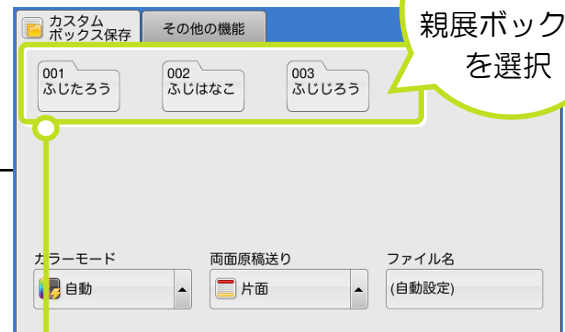 カスタム
ボックス保存
その他の機能
親展ボック
を選択
001
ふじたろう
002
ふじはなこ
003
ふじじろう
カラーモード
両面原稿送り
ファイル名
自動
片面
(自動設定)